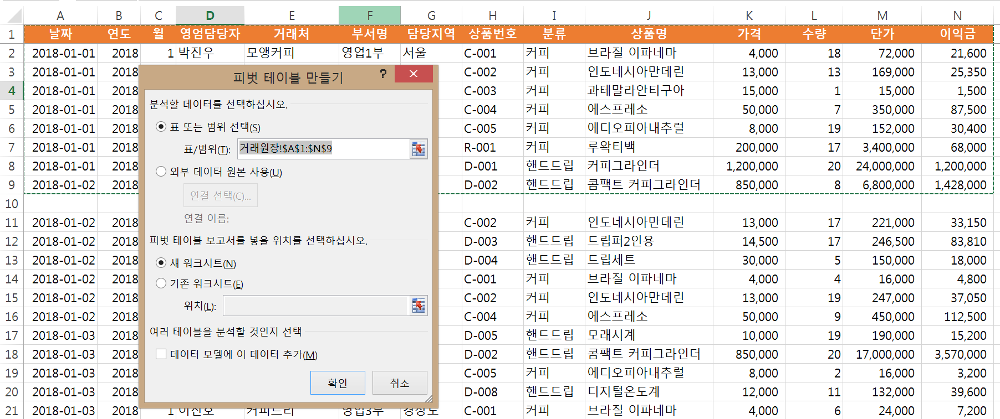 A B C D E F G H I J K L M N
1 날짜 연도 월 영엄담당자 거래처 부서명 담당지역 상품번호 분류 상품명 가격 수량 단가 이익금
2 2018-01-01 2018 1 박진우 모앵커피 영업1부 서울 C-001 커피 브라질 이파네마 4,000 18 72,000 21,600
3 2018-01-01 2018 C-002 커피 인도네시아만데린 13,000 13 169,000 25,350
4 2018-01-01 2018 C-003 커피 과테말라안티구아 15,000 1 15,000 1,500
5 2018-01-01 2018 C-004 커피 에스프레소 50,000 7 350,000 87,500
6 2018-01-01 2018 C-005 커피 에디오피아내추럴 8,000 19 152,000 30,400
7 2018-01-01 2018 R-001 커피 루왁티백 200,000 17 3,400,000 68,000
8 2018-01-01 2018 D-001 핸드드립 커피그라인더 1,200,000 20 24,000,000 1,200,000
9 2018-01-02 2018 D-002 핸드드립 콤팩트 커피그라인더 850,000 8 6,800,000 1,428,000
10
11 2018-01-02 2018 C-002 커피 인도네시아만데린 13,000 17 221,000 33,150
12 2018-01-02 2018 D-003 핸드드립 드립퍼2인용 14,500 17 246,500 83,810
13 2018-01-02 2018 D-004 핸드드립 드립세트 30,000 5 150,000 18,000
14 2018-01-02 2018 C-001 커피 브라질 이파네마 4,000 4 16,000 4,800
15 2018-01-02 2018 C-002 커피 인도네시아만데린 13,000 19 247,000 37,050
16 2018-01-02 2018 C-004 커피 에스프레소 50,000 9 450,000 112,500
17 2018-01-03 2018 D-005 핸드드립 모래시계 10,000 19 190,000 15,200
18 2018-01-03 2018 D-002 핸드드립 콤팩트 커피그라인더 850,000 20 17,000,000 3,570,000
19 2018-01-03 2018 C-005 커피 에디오피아내추럴 8,000 2 16,000 3,200
20 2018-01-03 2018 D-008 핸드드립 디지털온도계 12,000 11 132,000 39,600
21 2018-01-03 2018 1 C-001 커피 브라질 이파네마 4,000 6 24,000 7,200
피벗 테이블 만들기 ?
분석할 데이터를 선택하십시오.
표 또는 범위 선택(S)
표/범위(T): 거래원장!$A$1:$N$9
외부 데이터 원본 사용(U)
연결 선택(C)...
연결 이름:
피벗 테이블 보고서를 넣을 위치를 선택하십시오.
새 워크시트(N)
기존 워크시트(E)
위치(L):
여러 테이블을 분석할 것인지 선택
데이터 모델에 이 데이터 추가(M)
확인 취소